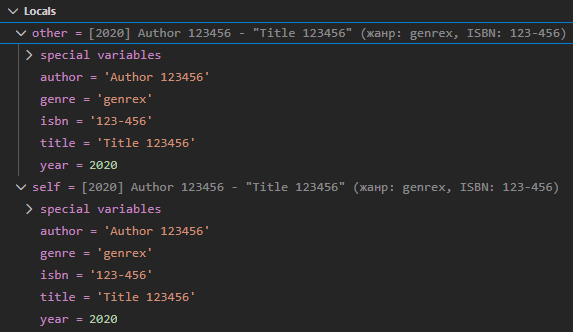 Locals
other = [2020] Author 123456 - "Title 123456" (жанр: genrex, ISBN: 123-456)
special variables
author = 'Author 123456'
genre = 'genrex'
isbn = '123-456'
title = 'Title 123456'
year = 2020
self = [2020] Author 123456 - "Title 123456" (жанр: genrex, ISBN: 123-456)
special variables
author = 'Author 123456'
genre = 'genrex'
isbn = '123-456'
title = 'Title 123456'
year = 2020